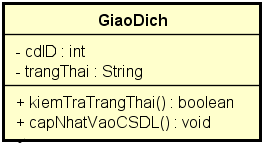 GiaoDich
- cdID : int
- trangThai : String
+ kiemTraTrangThai() : boolean
+ capNhatVaoCSDL() : void